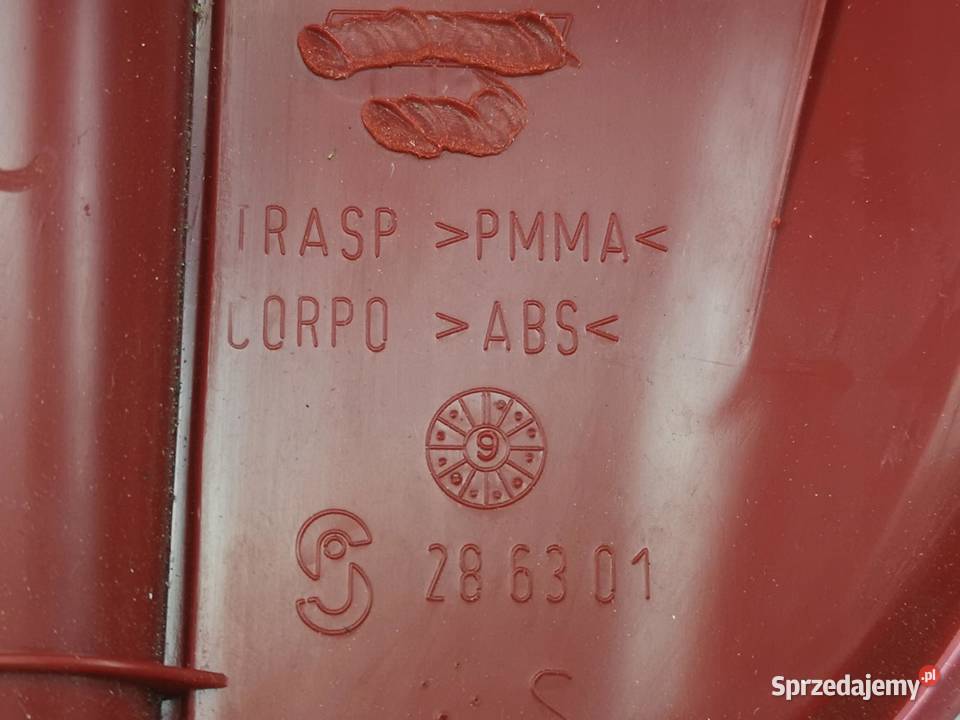 TRASP >PMMA<
CORPO >ABS<
9
28 63 01
Sprzedajemy.pl